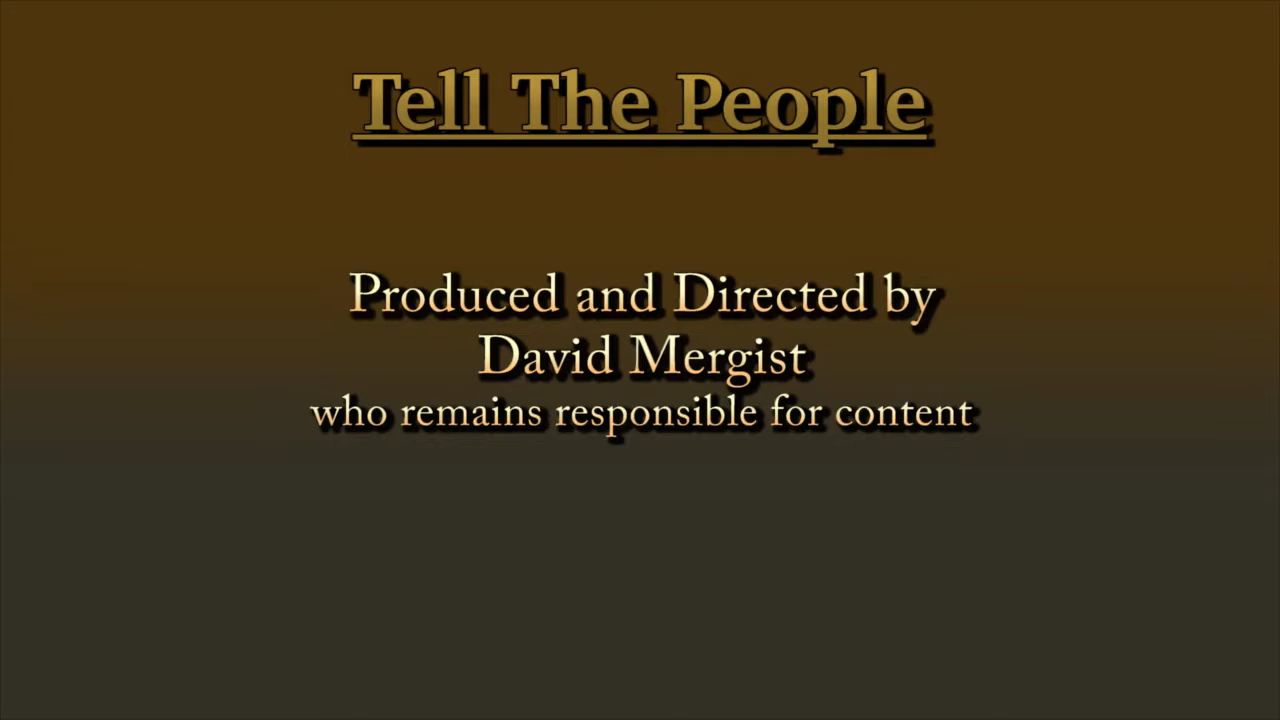 Tell The People
Produced and Directed by
David Mergist
who remains responsible for content